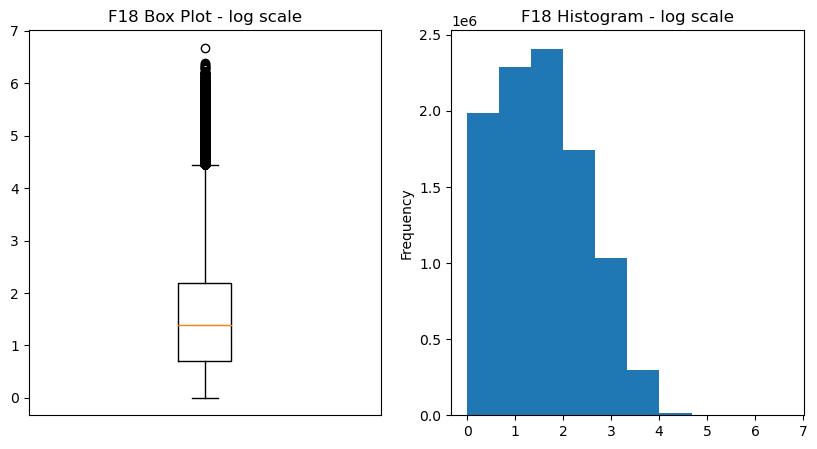 F18 Box Plot - log scale
7
6
5
4
3
2
1
0
F18 Histogram - log scale
1e6
2.5
2.0
1.5
1.0
0.5
0.0
Frequency
0 1 2 3 4 5 6 7